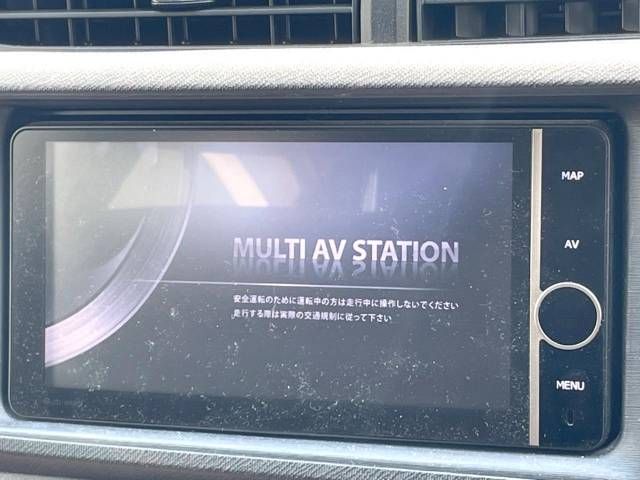 MAP
AV
MULTI AV STATION
安全運転のために運転中の方は走行中に操作しないでください
走行する際は実際の交通規制に従って下さい
MENU